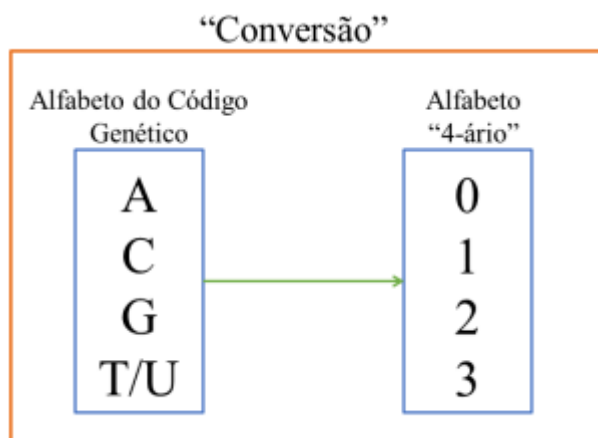 “Conversão”
Alfabeto do Código
Genético
A
C
G
T/U
Alfabeto
“4-ário”
0
1
2
3